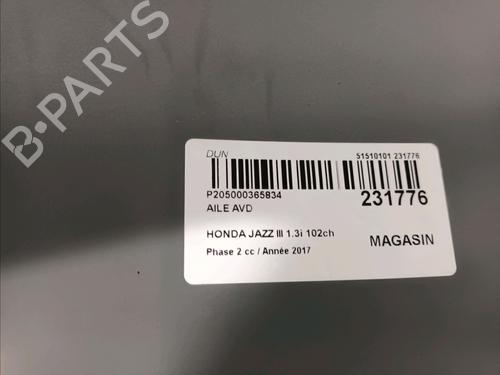 B-PARTS
DUN
51510101 231776
P205000365834
231776
AILE AVD
HONDA JAZZ III 1.3i 102ch
MAGASIN
Phase 2 cc / Année 2017